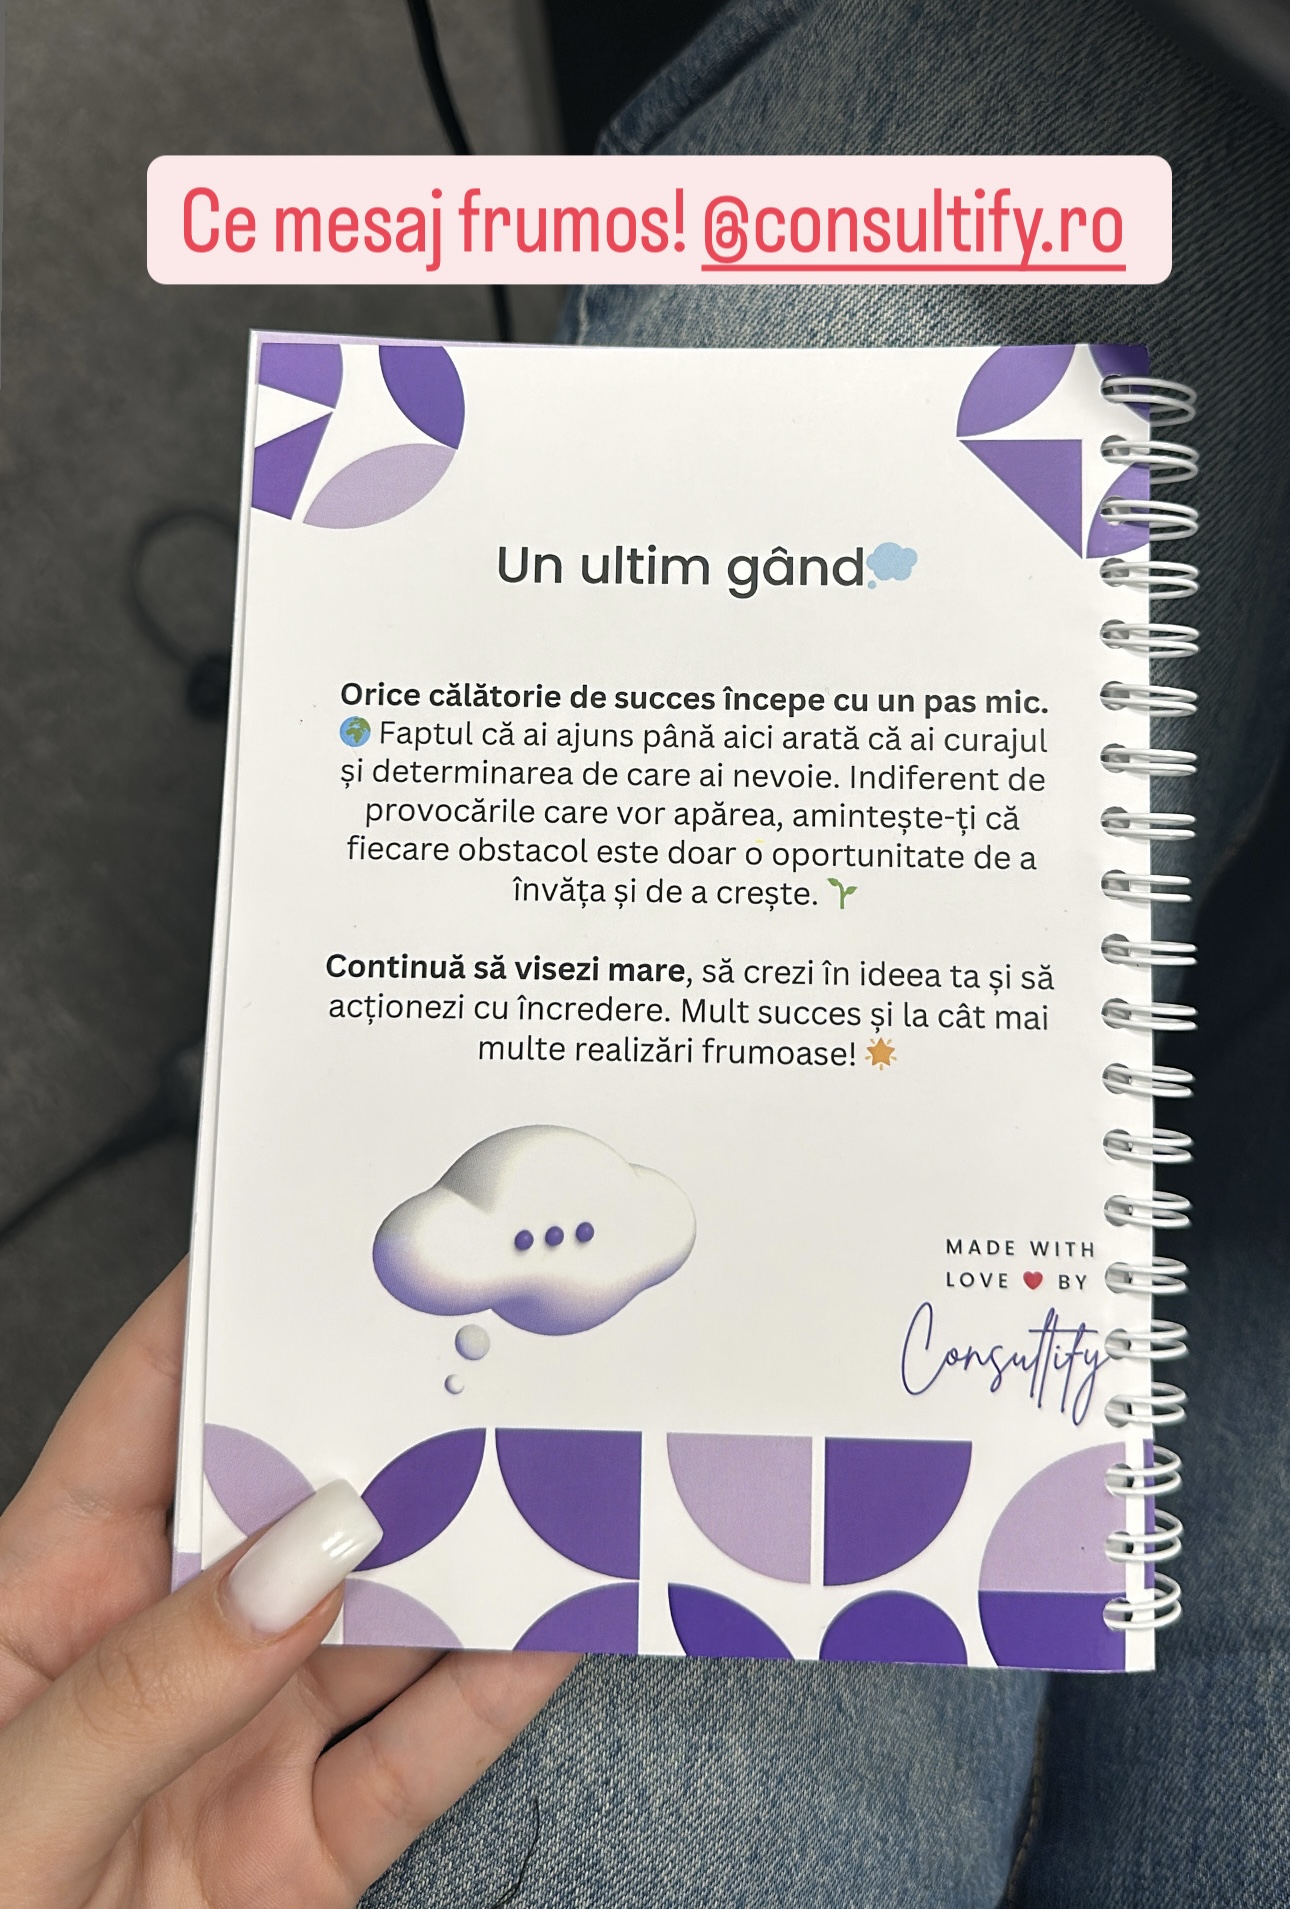 Ce mesaj frumos! @consultify.ro
Un ultim gând
Orice călătorie de succes începe cu un pas mic.
Faptul că ai ajuns până aici arată că ai curajul
și determinarea de care ai nevoie. Indiferent de
provocările care vor apărea, amintește-ți că
fiecare obstacol este doar o oportunitate de a
învăța și de a crește.
Continuă să visezi mare, să crezi în ideea ta și să
acționezi cu încredere. Mult succes și la cât mai
multe realizări frumoase!
MADE WITH
LOVE ❤ BY
Consultify